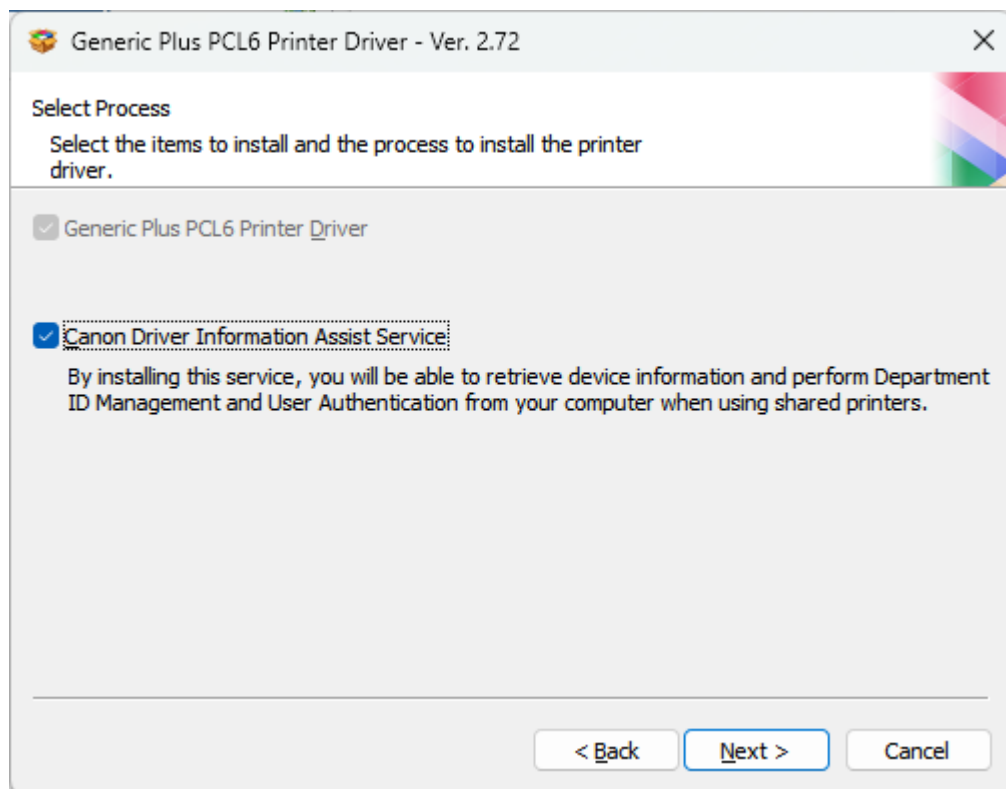 Generic Plus PCL6 Printer Driver - Ver. 2.72
Select Process
Select the items to install and the process to install the printer
driver.
Generic Plus PCL6 Printer Driver
Canon Driver Information Assist Service
By installing this service, you will be able to retrieve device information and perform Department
ID Management and User Authentication from your computer when using shared printers.
< Back
Next >
Cancel